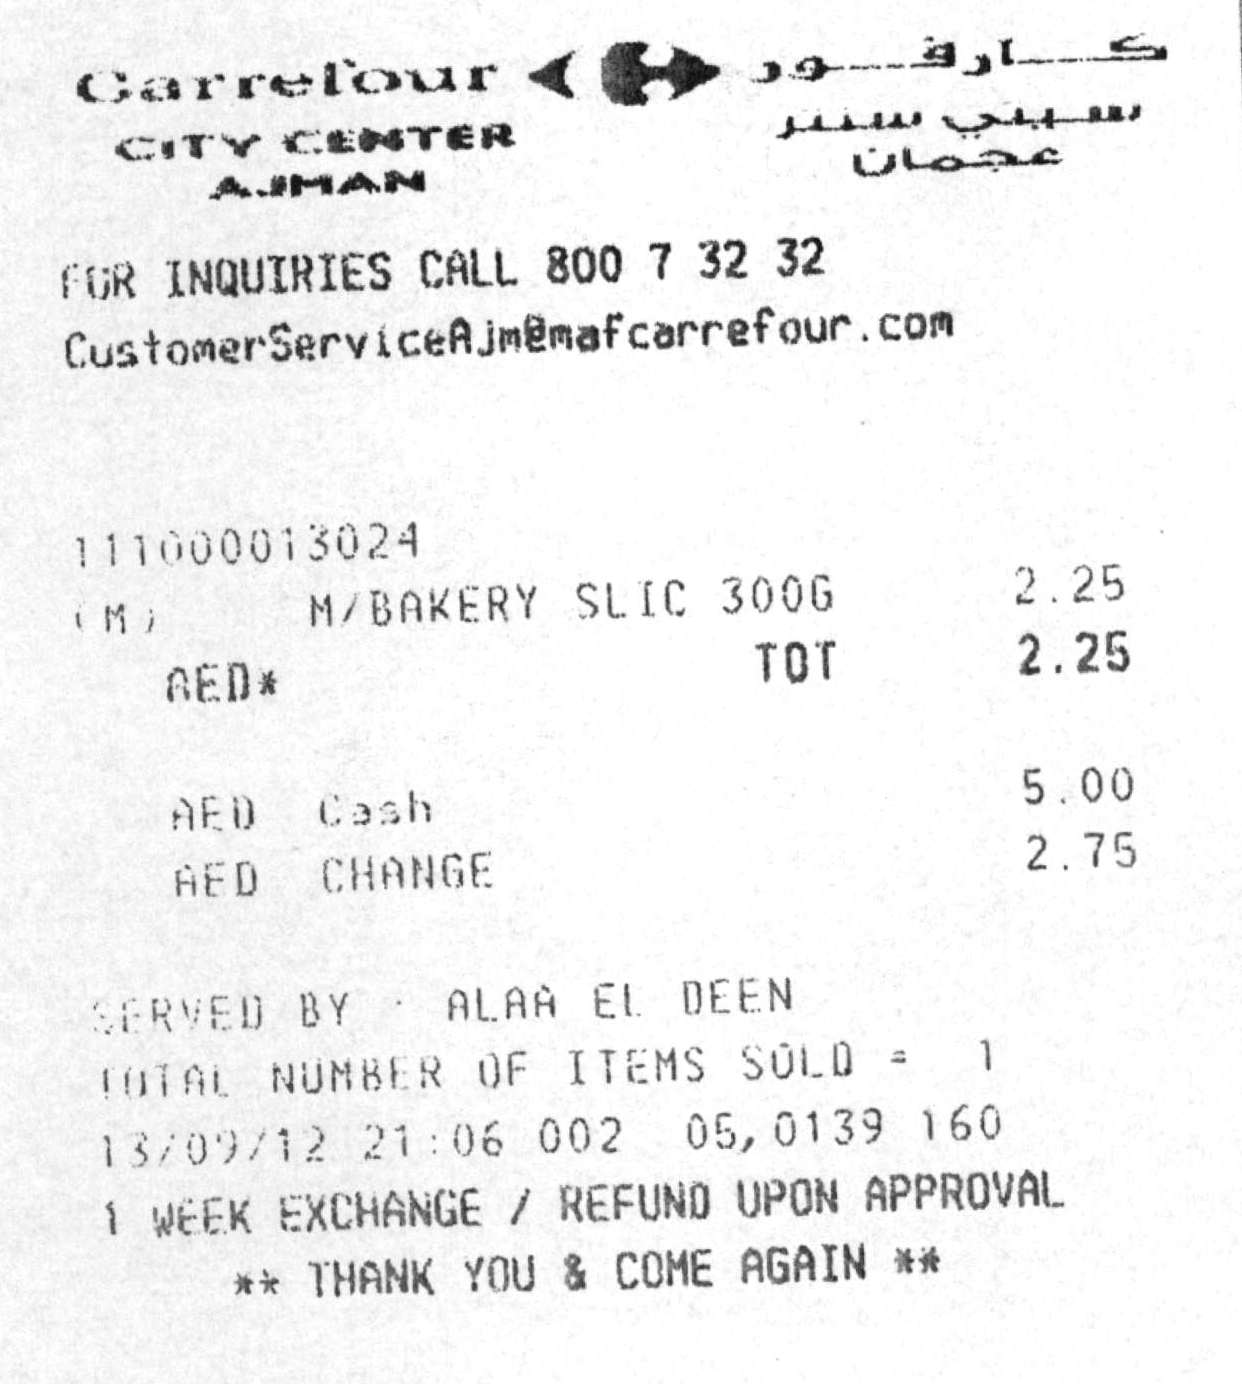 Carrefour كارفور
CITY CENTER سيتي سنتر
AJMAN عجمان
FOR INQUIRIES CALL 800 7 32 32
CustomerServiceAjm@mafcarrefour.com
111000013024
(M) M/BAKERY SLIC 300G 2.25
AED* TOT 2.25
AED Cash 5.00
AED CHANGE 2.75
SERVED BY : ALAA EL DEEN
TOTAL NUMBER OF ITEMS SOLD = 1
13/09/12 21:06 002 05,0139 160
1 WEEK EXCHANGE / REFUND UPON APPROVAL
** THANK YOU & COME AGAIN **